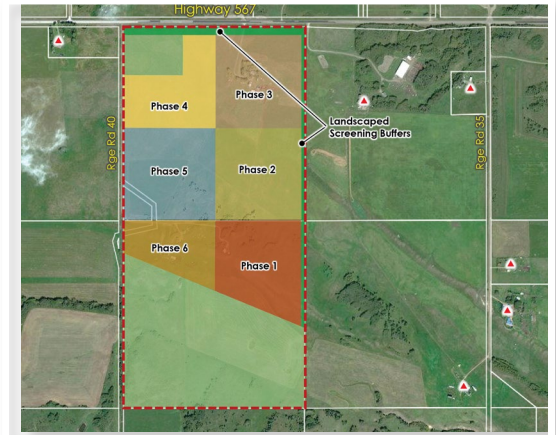 Highway 567
Phase 3
Phase 4
Landscaped
Screening Buffers
Rge Rd 40
Rge Rd 35
Phase 5
Phase 2
Phase 6
Phase 1